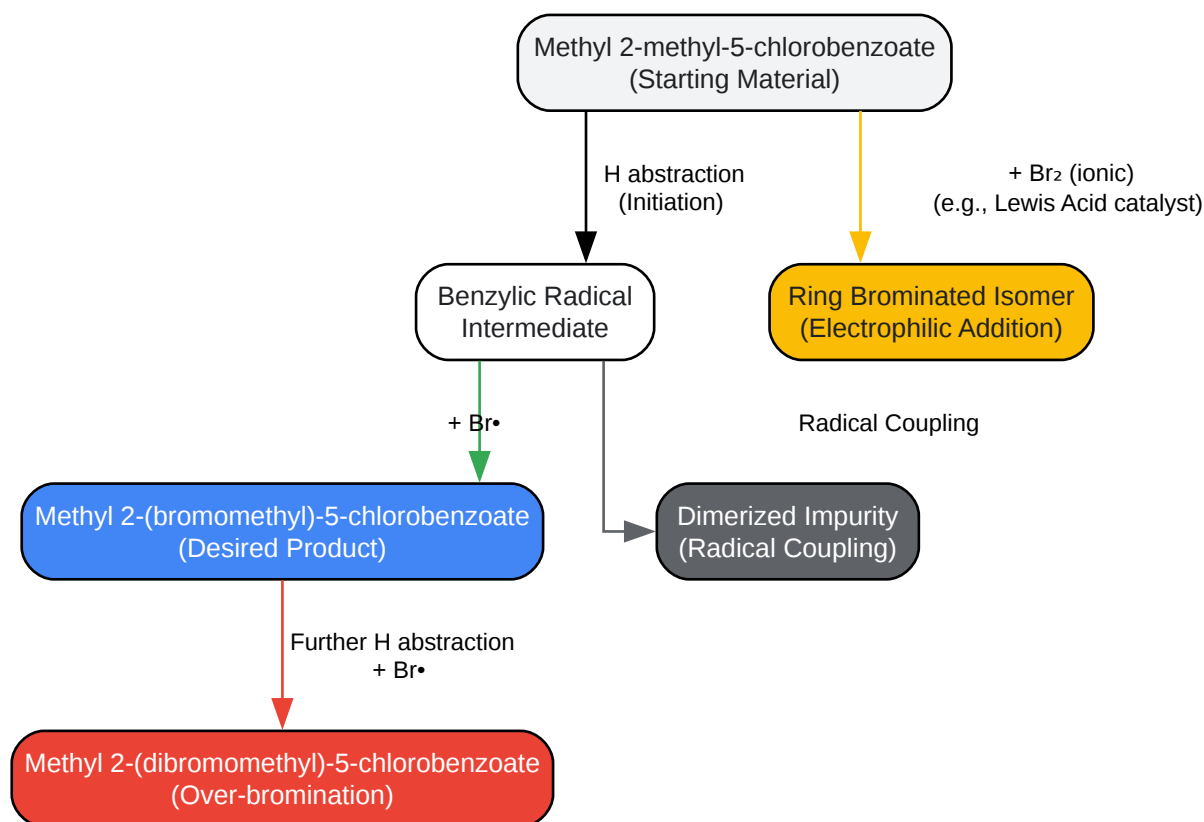 Methyl 2-methyl-5-chlorobenzoate
(Starting Material)
H abstraction
(Initiation)
+ Br₂ (ionic)
(e.g., Lewis Acid catalyst)
Benzylic Radical
Intermediate
Ring Brominated Isomer
(Electrophilic Addition)
+ Br•
Radical Coupling
Methyl 2-(bromomethyl)-5-chlorobenzoate
(Desired Product)
Dimerized Impurity
(Radical Coupling)
Further H abstraction
+ Br•
Methyl 2-(dibromomethyl)-5-chlorobenzoate
(Over-bromination)